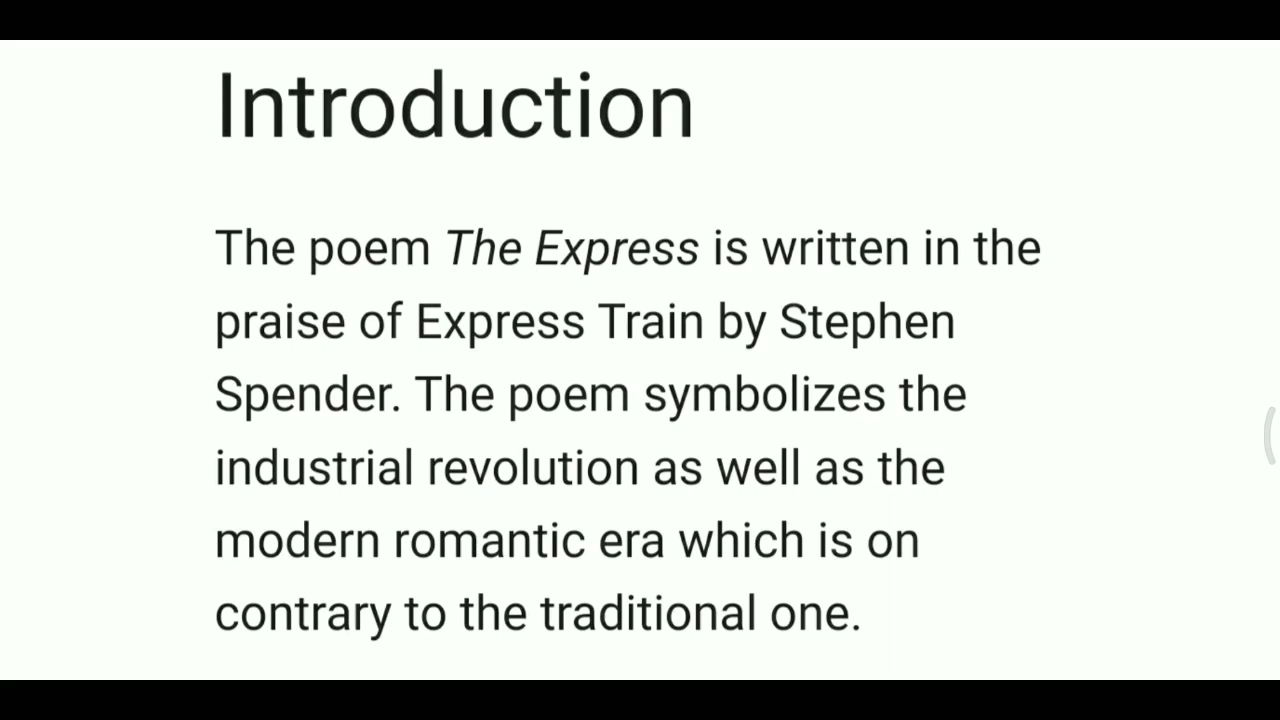 Introduction
The poem The Express is written in the
praise of Express Train by Stephen
Spender. The poem symbolizes the
industrial revolution as well as the
modern romantic era which is on
contrary to the traditional one.